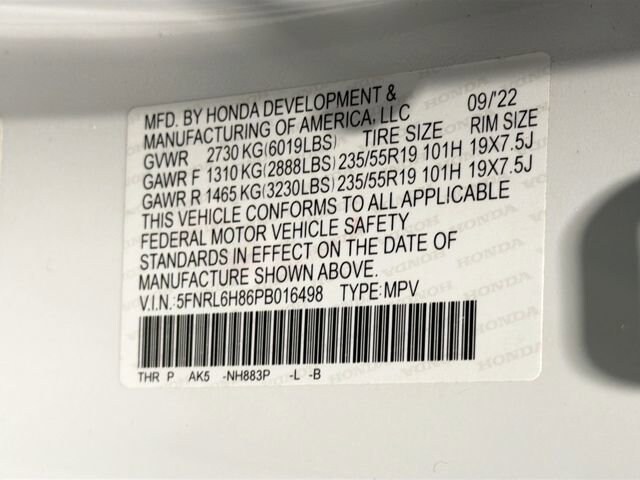 MFD. BY HONDA DEVELOPMENT &
MANUFACTURING OF AMERICA, LLC 09/'22
GVWR 2730 KG(6019LBS) TIRE SIZE RIM SIZE
GAWR F 1310 KG(2888LBS) 235/55R19 101H 19X7.5J
GAWR R 1465 KG(3230LBS) 235/55R19 101H 19X7.5J
THIS VEHICLE CONFORMS TO ALL APPLICABLE
FEDERAL MOTOR VEHICLE SAFETY
STANDARDS IN EFFECT ON THE DATE OF
MANUFACTURE SHOWN ABOVE.
V.I.N.:5FNRL6H86PB016498 TYPE:MPV
THR P AK5 -NH883P -L -B